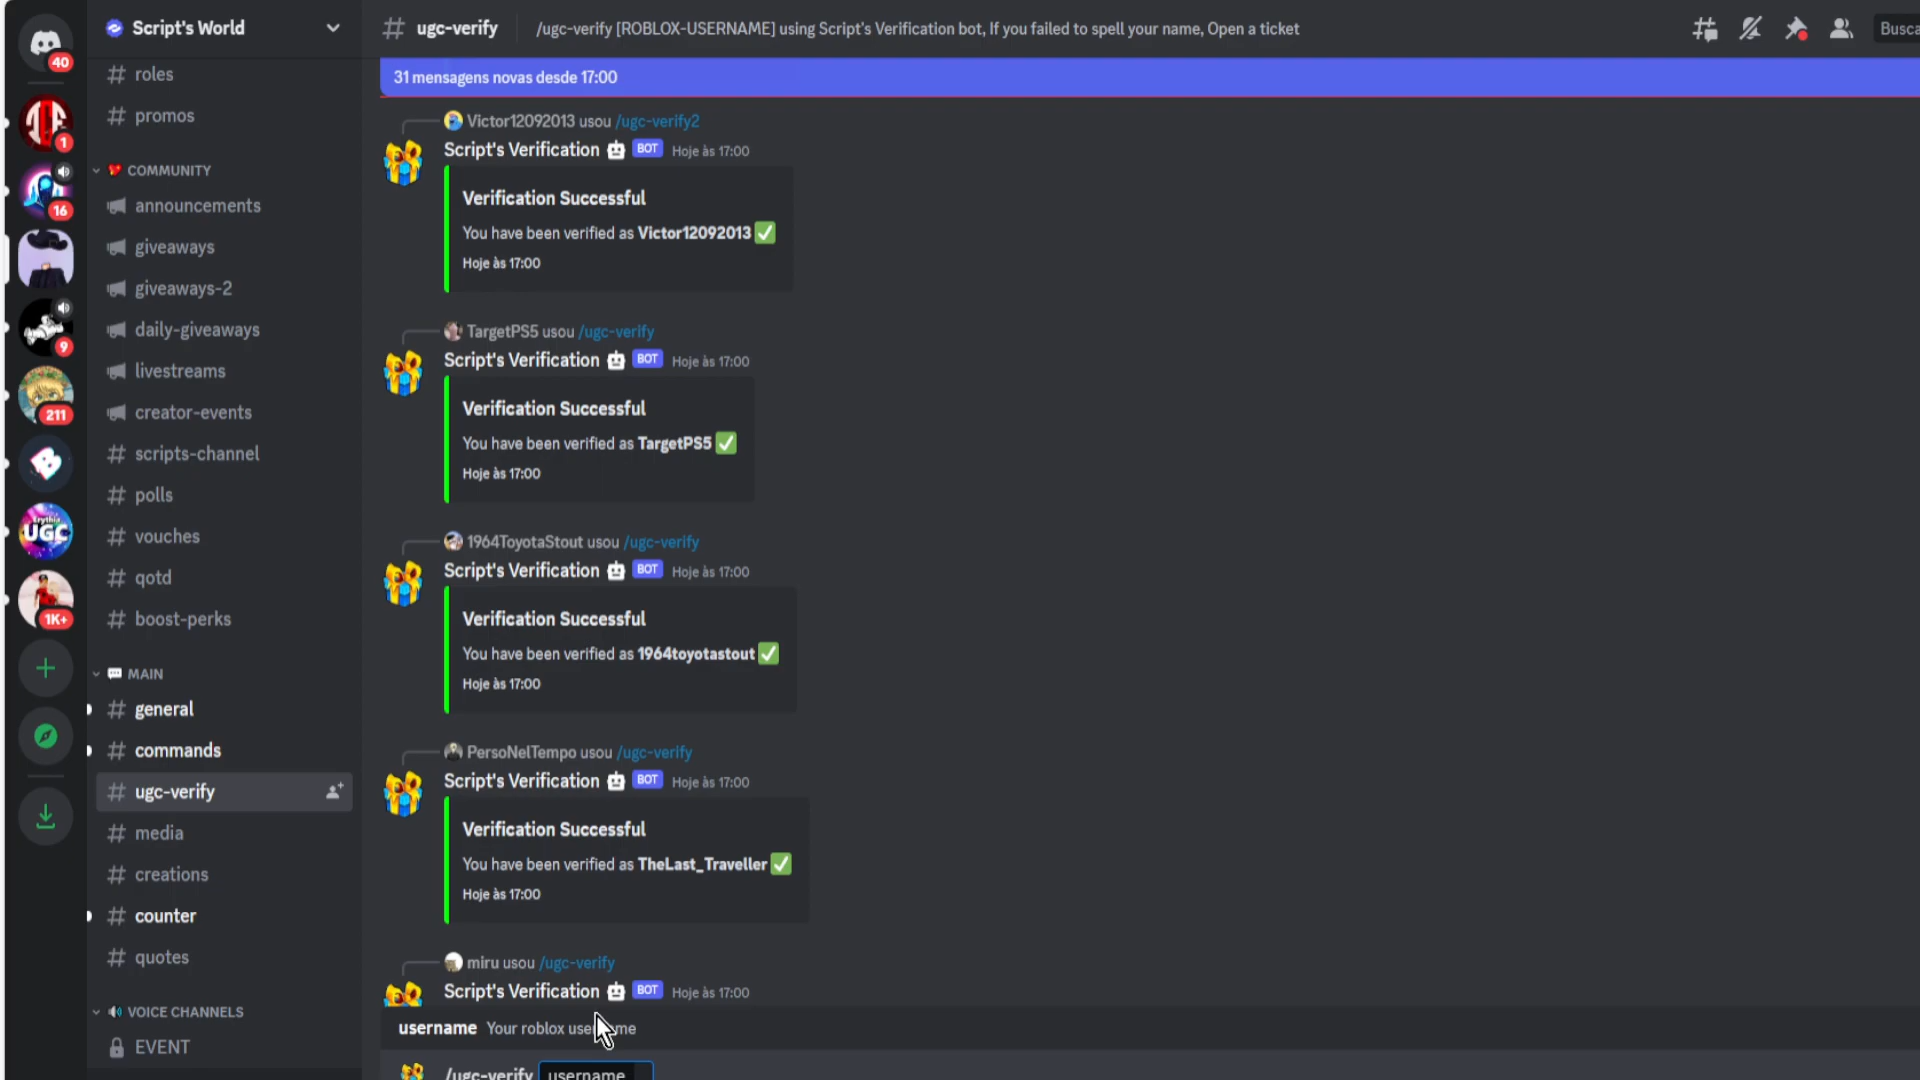 40
1
16
9
211
Erythia
UGC
1K+
Script's World
# roles
# promos
COMMUNITY
announcements
giveaways
giveaways-2
daily-giveaways
livestreams
creator-events
# scripts-channel
# polls
# vouches
# qotd
# boost-perks
MAIN
# general
# commands
# ugc-verify
# media
# creations
# counter
# quotes
VOICE CHANNELS
EVENT
# ugc-verify /ugc-verify [ROBLOX-USERNAME] using Script's Verification bot, If you failed to spell your name, Open a ticket
Busca
31 mensagens novas desde 17:00
Victor12092013 usou /ugc-verify2
Script's Verification BOT Hoje às 17:00
Verification Successful
You have been verified as Victor12092013 ✅
Hoje às 17:00
TargetPS5 usou /ugc-verify
Script's Verification BOT Hoje às 17:00
Verification Successful
You have been verified as TargetPS5 ✅
Hoje às 17:00
1964ToyotaStout usou /ugc-verify
Script's Verification BOT Hoje às 17:00
Verification Successful
You have been verified as 1964toyotastout ✅
Hoje às 17:00
PersoNelTempo usou /ugc-verify
Script's Verification BOT Hoje às 17:00
Verification Successful
You have been verified as TheLast_Traveller ✅
Hoje às 17:00
miru usou /ugc-verify
Script's Verification BOT Hoje às 17:00
username Your roblox username
/ugc-verify username